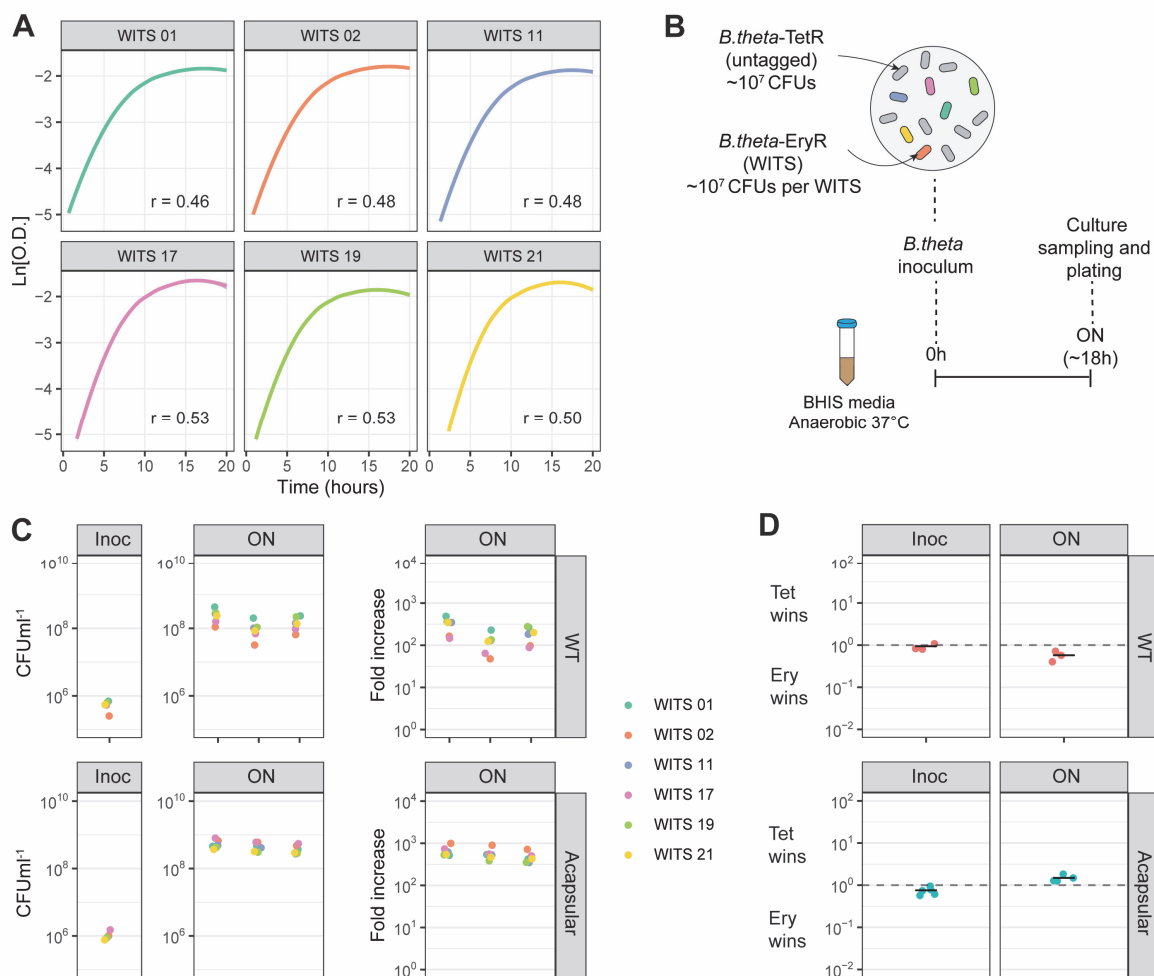 A
WITS 01
WITS 02
WITS 11
−2
−3
−4
−5
r = 0.46
r = 0.48
r = 0.48
WITS 17
WITS 19
WITS 21
−2
−3
−4
−5
r = 0.53
r = 0.53
r = 0.50
Ln[O.D.]
0 5 10 15 20
0 5 10 15 20
0 5 10 15 20
Time (hours)
B
B.theta-TetR
(untagged)
~10⁷ CFUs
B.theta-EryR
(WITS)
~10⁷ CFUs per WITS
B.theta
inoculum
Culture
sampling and
plating
0h
ON
(~18h)
BHIS media
Anaerobic 37°C
C
Inoc
ON
ON
CFUml⁻¹
10¹⁰
10⁸
10⁶
10¹⁰
10⁸
10⁶
Fold increase
10⁴
10³
10²
10¹
10⁰
WT
Inoc
ON
ON
CFUml⁻¹
10¹⁰
10⁸
10⁶
10¹⁰
10⁸
10⁶
Fold increase
10⁴
10³
10²
10¹
10⁰
Acapsular
WITS 01
WITS 02
WITS 11
WITS 17
WITS 19
WITS 21
D
Inoc
ON
Tet
wins
Ery
wins
10²
10¹
10⁰
10⁻¹
10⁻²
WT
Inoc
ON
Tet
wins
Ery
wins
10²
10¹
10⁰
10⁻¹
10⁻²
Acapsular